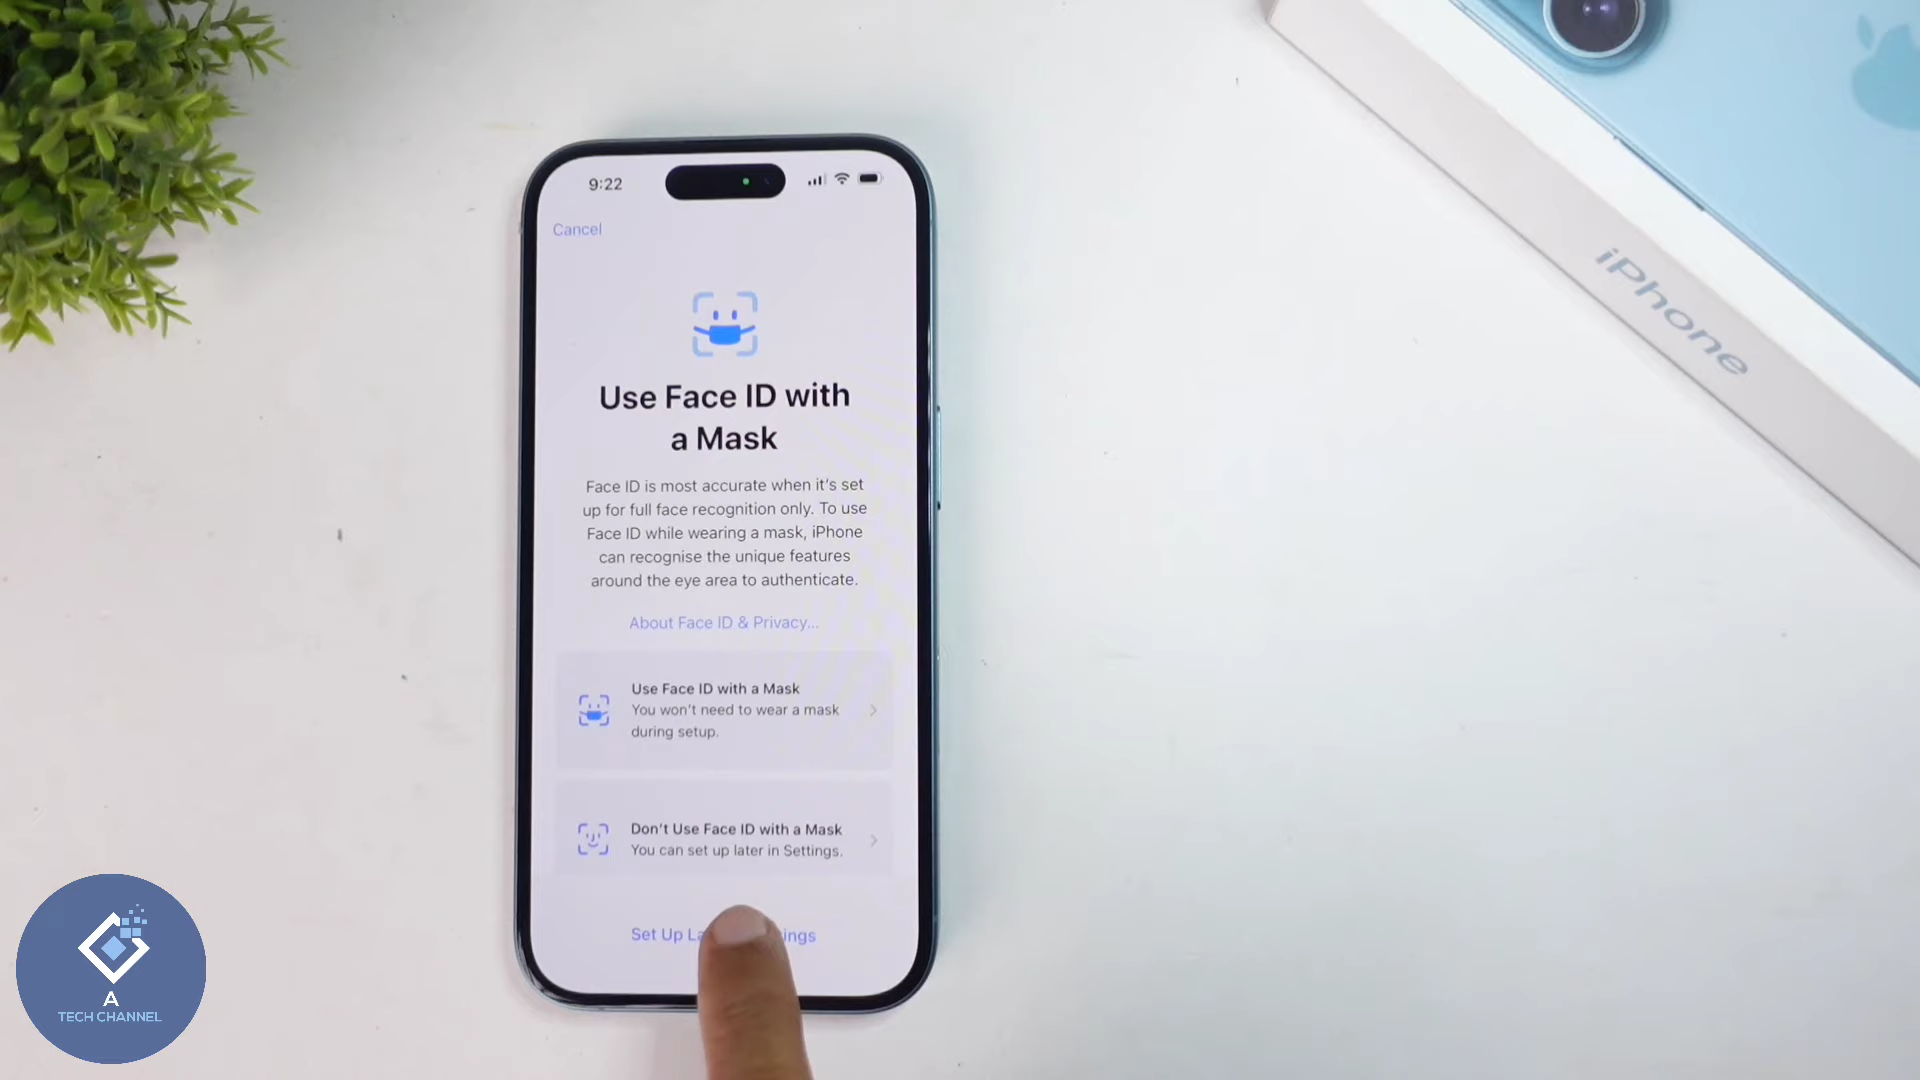 9:22
Cancel
Use Face ID with
a Mask
Face ID is most accurate when it's set
up for full face recognition only. To use
Face ID while wearing a mask, iPhone
can recognise the unique features
around the eye area to authenticate.
About Face ID & Privacy...
Use Face ID with a Mask
You won't need to wear a mask
during setup.
Don't Use Face ID with a Mask
You can set up later in Settings.
Set Up
iPhone
A
TECH CHANNEL